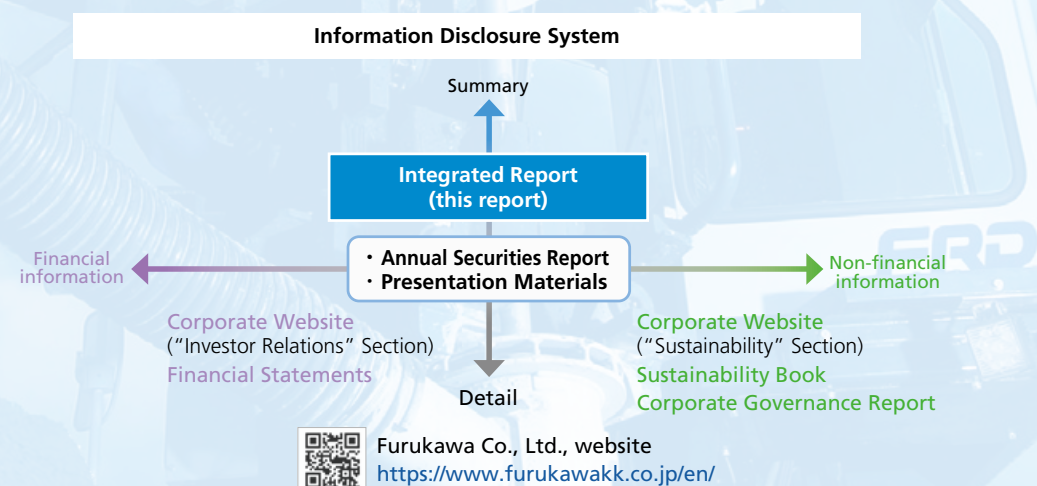 Information Disclosure System
Summary
Integrated Report
(this report)
・Annual Securities Report
・Presentation Materials
Financial
information
Non-financial
information
Corporate Website
(“Investor Relations” Section)
Financial Statements
Corporate Website
(“Sustainability” Section)
Sustainability Book
Corporate Governance Report
Detail
FRD
Furukawa Co., Ltd., website
https://www.furukawakk.co.jp/en/